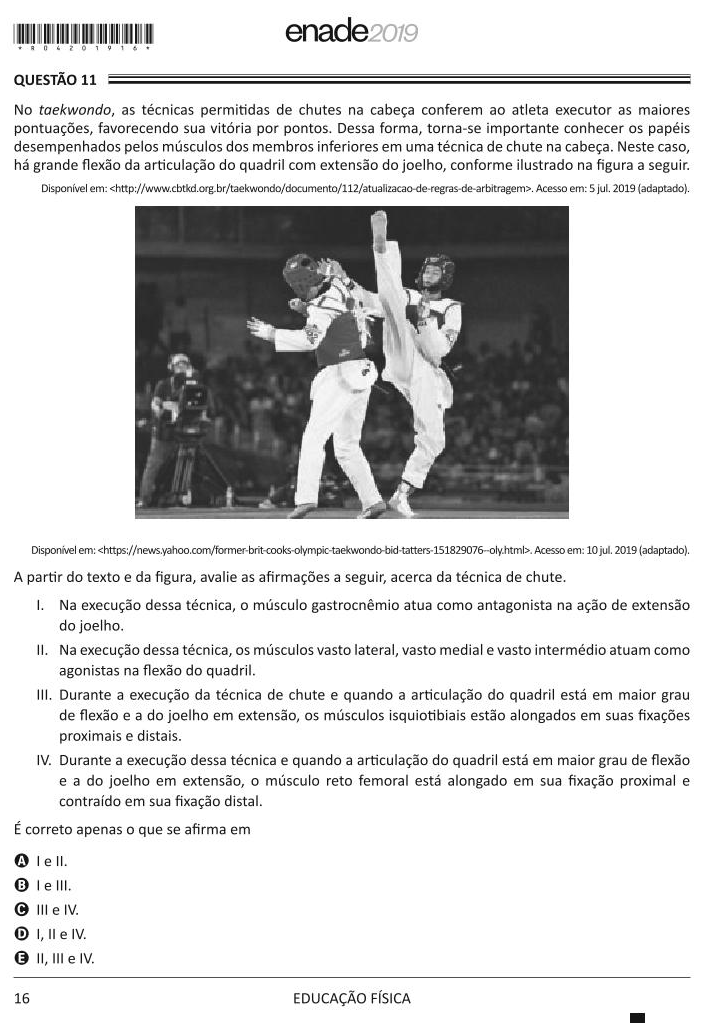 *R04201916*
enade2019
QUESTÃO 11
No taekwondo, as técnicas permitidas de chutes na cabeça conferem ao atleta executor as maiores
pontuações, favorecendo sua vitória por pontos. Dessa forma, torna-se importante conhecer os papéis
desempenhados pelos músculos dos membros inferiores em uma técnica de chute na cabeça. Neste caso,
há grande flexão da articulação do quadril com extensão do joelho, conforme ilustrado na figura a seguir.
Disponível em: <http://www.cbtkd.org.br/taekwondo/documento/112/atualizacao-de-regras-de-arbitragem>. Acesso em: 5 jul. 2019 (adaptado).
Disponível em: <https://news.yahoo.com/former-brit-cooks-olympic-taekwondo-bid-tatters-151829076--oly.html>. Acesso em: 10 jul. 2019 (adaptado).
A partir do texto e da figura, avalie as afirmações a seguir, acerca da técnica de chute.
I. Na execução dessa técnica, o músculo gastrocnêmio atua como antagonista na ação de extensão
do joelho.
II. Na execução dessa técnica, os músculos vasto lateral, vasto medial e vasto intermédio atuam como
agonistas na flexão do quadril.
III. Durante a execução da técnica de chute e quando a articulação do quadril está em maior grau
de flexão e a do joelho em extensão, os músculos isquiotibiais estão alongados em suas fixações
proximais e distais.
IV. Durante a execução dessa técnica e quando a articulação do quadril está em maior grau de flexão
e a do joelho em extensão, o músculo reto femoral está alongado em sua fixação proximal e
contraído em sua fixação distal.
É correto apenas o que se afirma em
A I e II.
B I e III.
C III e IV.
D I, II e IV.
E II, III e IV.
16 EDUCAÇÃO FÍSICA